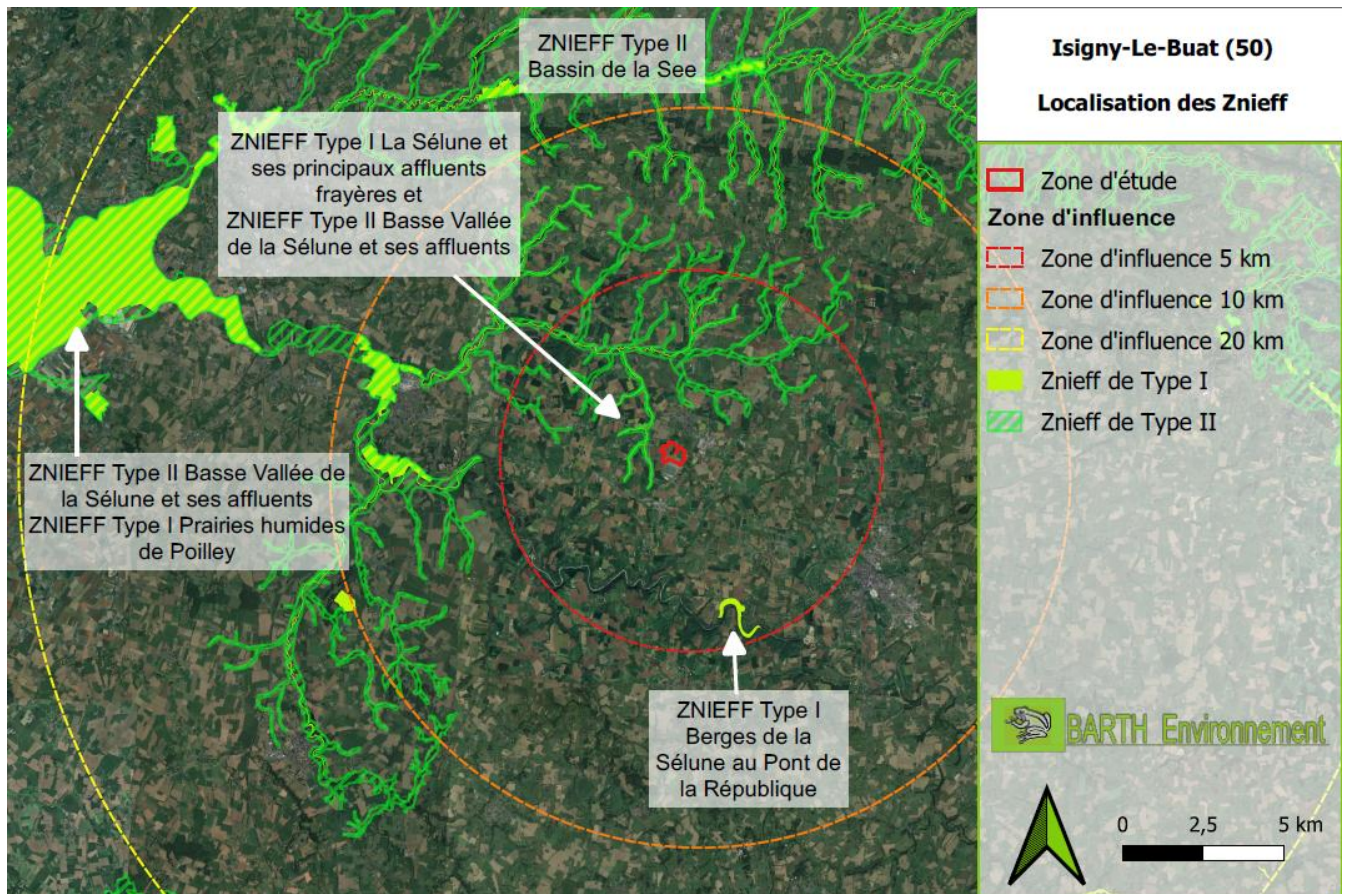 ZNIEFF Type II
Bassin de la See
ZNIEFF Type I La Sélune et
ses principaux affluents
frayères et
ZNIEFF Type II Basse Vallée
de la Sélune et ses affluents
ZNIEFF Type II Basse Vallée de
la Sélune et ses affluents
ZNIEFF Type I Prairies humides
de Poilley
ZNIEFF Type I
Berges de la
Sélune au Pont de
la République
Isigny-Le-Buat (50)
Localisation des Znieff
Zone d'étude
Zone d'influence
Zone d'influence 5 km
Zone d'influence 10 km
Zone d'influence 20 km
Znieff de Type I
Znieff de Type II
BARTH Environnement
0 2,5 5 km